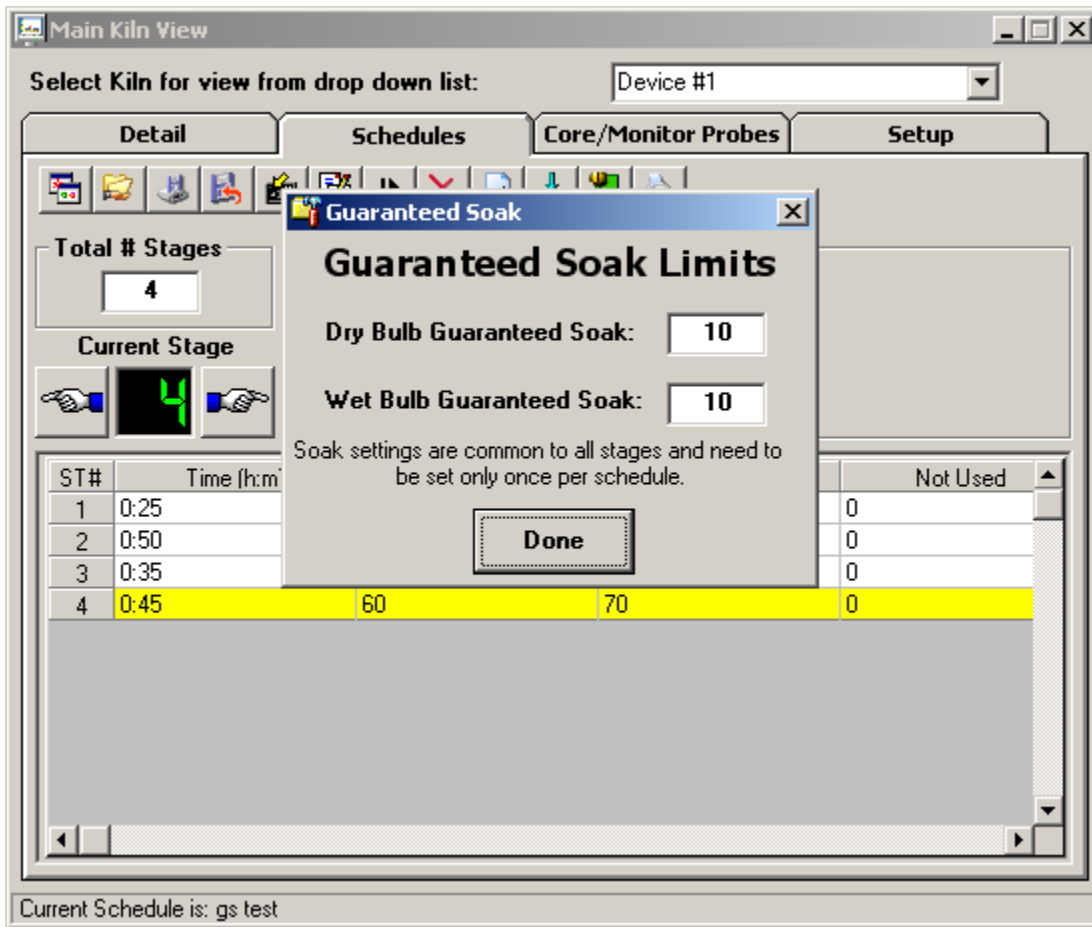 Main Kiln View
Select Kiln for view from drop down list:
Device #1
Detail
Schedules
Core/Monitor Probes
Setup
Guaranteed Soak
Guaranteed Soak Limits
Dry Bulb Guaranteed Soak: 10
Wet Bulb Guaranteed Soak: 10
Soak settings are common to all stages and need to
be set only once per schedule.
Done
Total # Stages
4
Current Stage
4
ST# Time (h:m Not Used
1 0:25 0
2 0:50 0
3 0:35 0
4 0:45 60 70 0
Current Schedule is: gs test